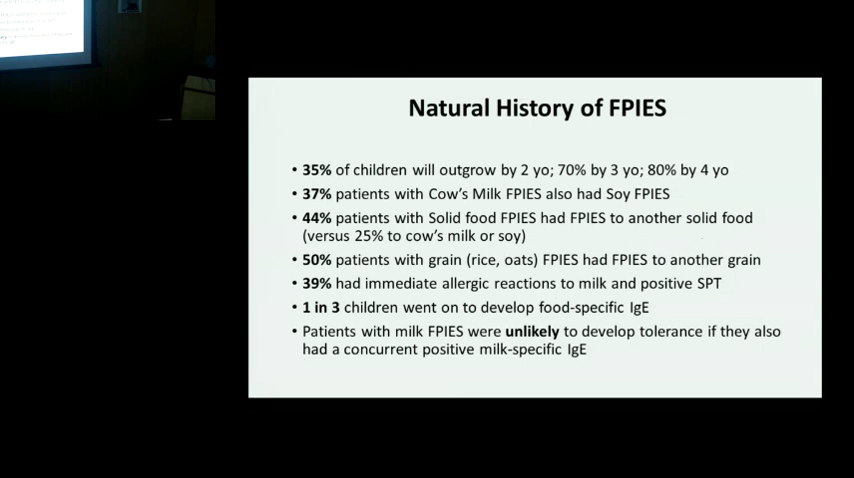 Natural History of FPIES
• 35% of children will outgrow by 2 yo; 70% by 3 yo; 80% by 4 yo
• 37% patients with Cow's Milk FPIES also had Soy FPIES
• 44% patients with Solid food FPIES had FPIES to another solid food
(versus 25% to cow's milk or soy)
• 50% patients with grain (rice, oats) FPIES had FPIES to another grain
• 39% had immediate allergic reactions to milk and positive SPT
• 1 in 3 children went on to develop food-specific IgE
• Patients with milk FPIES were unlikely to develop tolerance if they also
had a concurrent positive milk-specific IgE